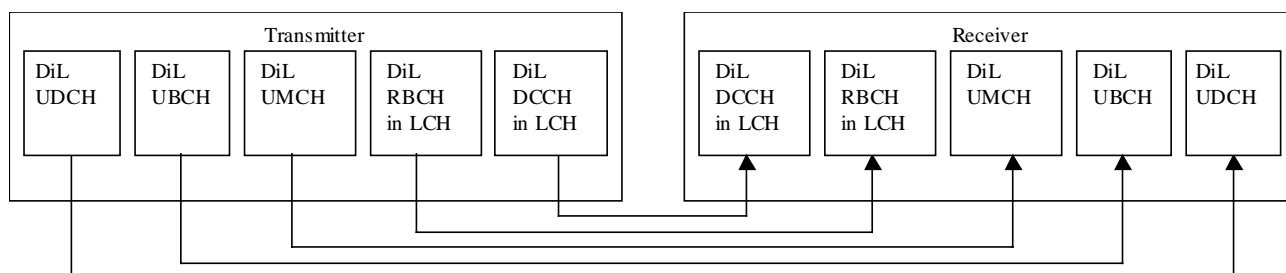 Transmitter
DiL
UDCH
DiL
UBCH
DiL
UMCH
DiL
RBCH
in LCH
DiL
DCCH
in LCH
Receiver
DiL
DCCH
in LCH
DiL
RBCH
in LCH
DiL
UMCH
DiL
UBCH
DiL
UDCH